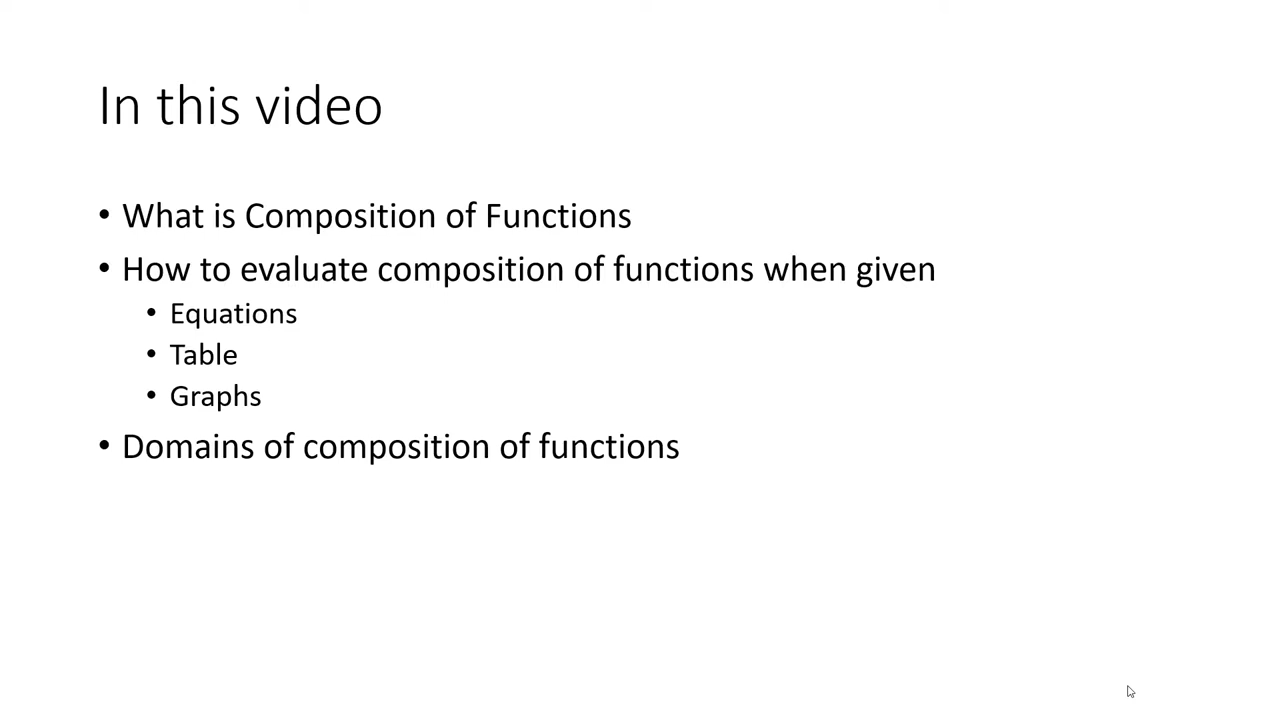 In this video
• What is Composition of Functions
• How to evaluate composition of functions when given
• Equations
• Table
• Graphs
• Domains of composition of functions